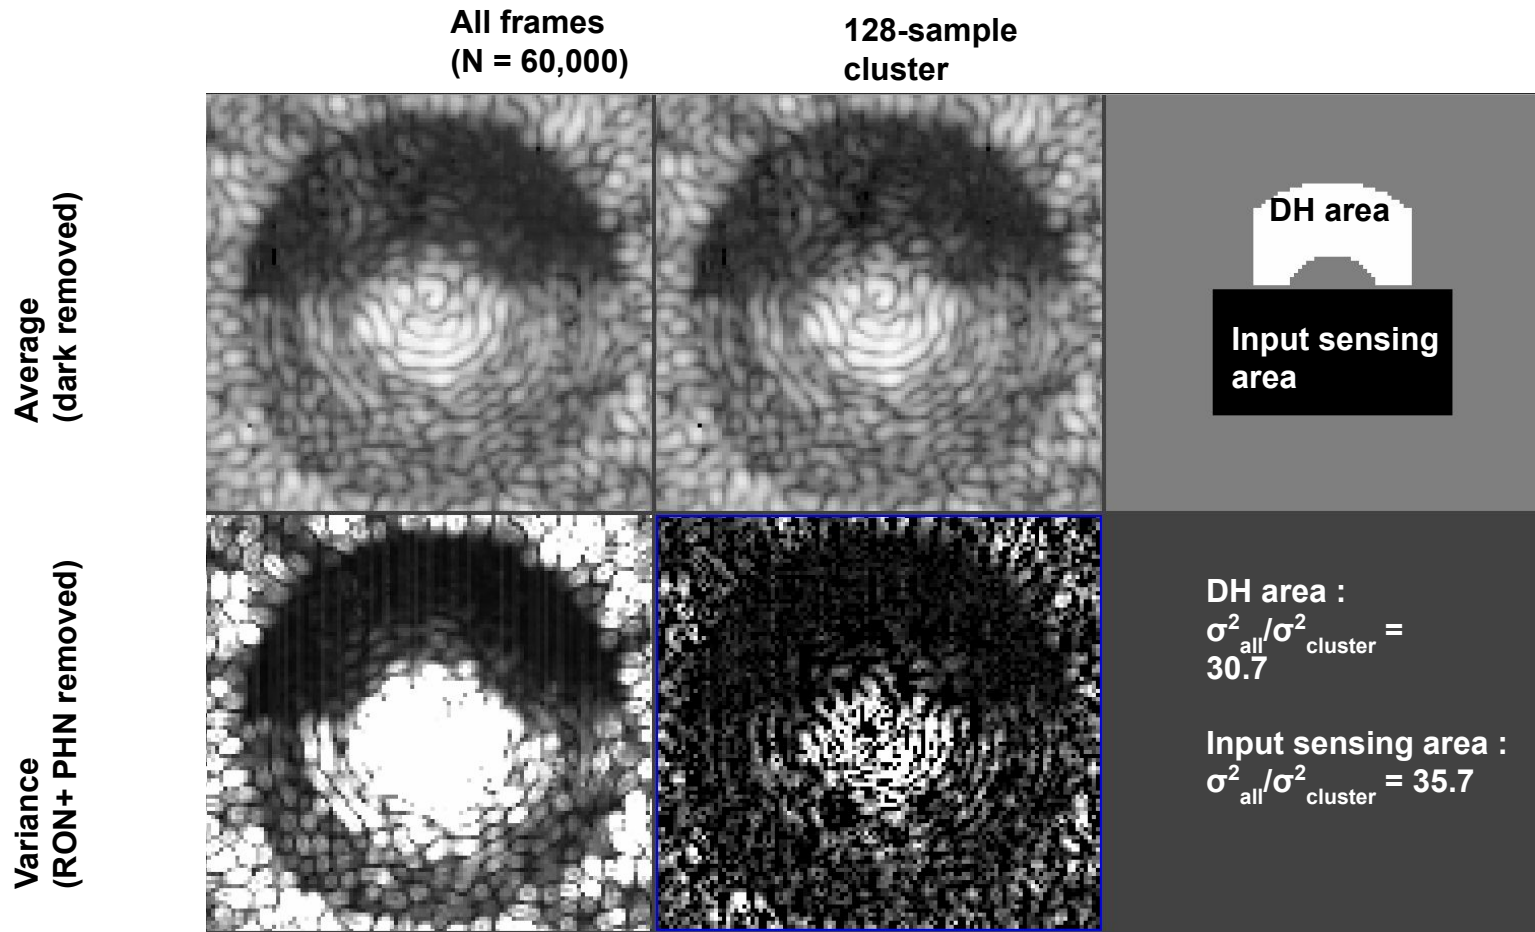 All frames
(N = 60,000)
128-sample
cluster
Average
(dark removed)
DH area
Input sensing
area
Variance
(RON+ PHN removed)
DH area :
σ²all/σ²cluster =
30.7
Input sensing area :
σ²all/σ²cluster = 35.7